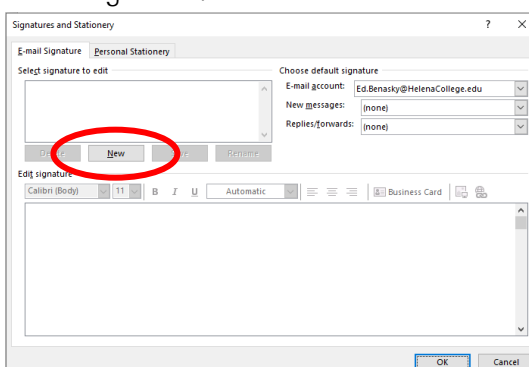 Signatures and Stationery ? ×
E-mail Signature Personal Stationery
Select signature to edit
Choose default signature
E-mail account: Ed.Benasky@HelenaCollege.edu
New messages: (none)
Replies/forwards: (none)
New Rename
Edit signature
Calibri (Body) 11 B I U Automatic Business Card
OK Cancel